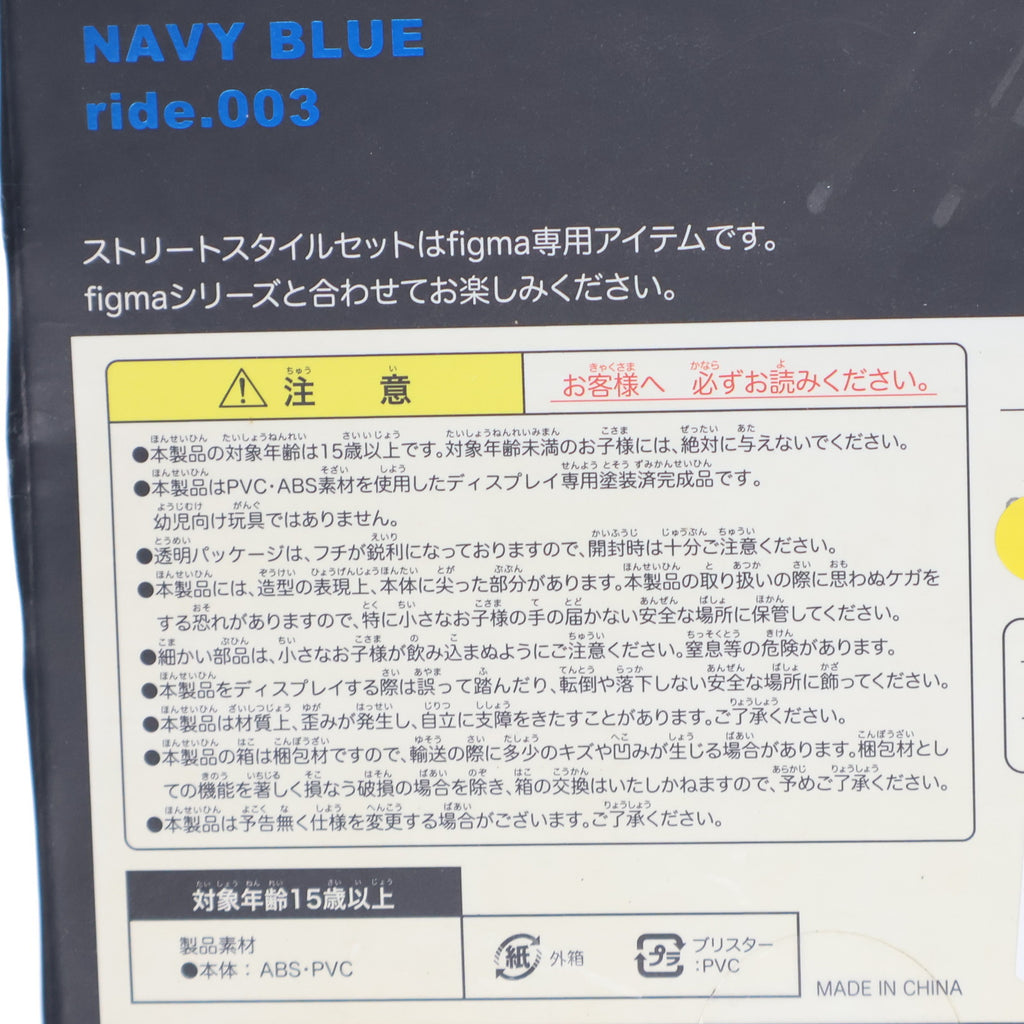 NAVY BLUE
ride.003
ストリートスタイルセットはfigma専用アイテムです。
figmaシリーズと合わせてお楽しみください。
注意
お客様へ 必ずお読みください。
●本製品の対象年齢は15歳以上です。対象年齢未満のお子様には、絶対に与えないでください。
●本製品はPVC・ABS素材を使用したディスプレイ専用塗装済完成品です。
幼児向け玩具ではありません。
●透明パッケージは、フチが鋭利になっておりますので、開封時は十分ご注意ください。
●本製品には、造型の表現上、本体に尖った部分があります。本製品の取り扱いの際に思わぬケガを
する恐れがありますので、特に小さなお子様の手の届かない安全な場所に保管してください。
●細かい部品は、小さなお子様が飲み込まぬようにご注意ください。窒息等の危険があります。
●本製品をディスプレイする際は誤って踏んだり、転倒や落下しない安全な場所に飾ってください。
●本製品は材質上、歪みが発生し、自立に支障をきたすことがあります。ご了承ください。
●本製品の箱は梱包材ですので、輸送の際に多少のキズや凹みが生じる場合があります。梱包材とし
ての機能を著しく損なう破損の場合を除き、箱の交換はいたしかねますので、予めご了承ください。
●本製品は予告無く仕様を変更する場合がございます。ご了承ください。
対象年齢15歳以上
製品素材
●本体：ABS・PVC
紙 外箱
プラ ブリスター
:PVC
MADE IN CHINA